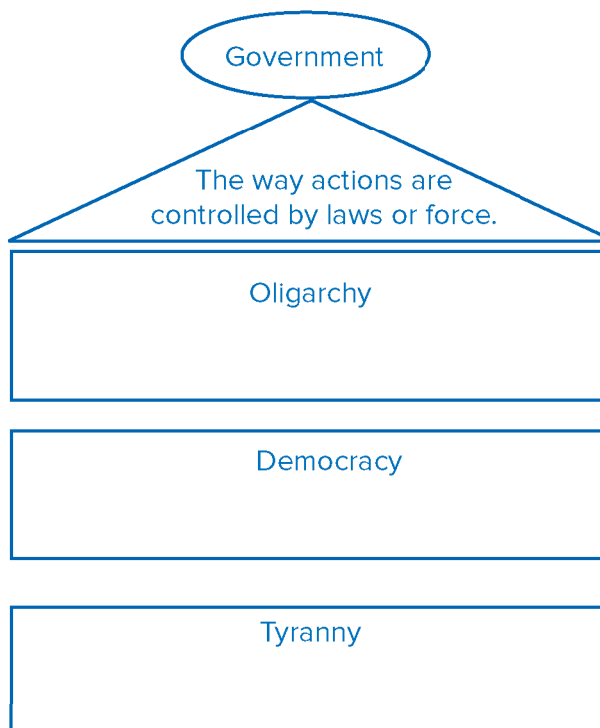 Government
The way actions are
controlled by laws or force.
Oligarchy
Democracy
Tyranny